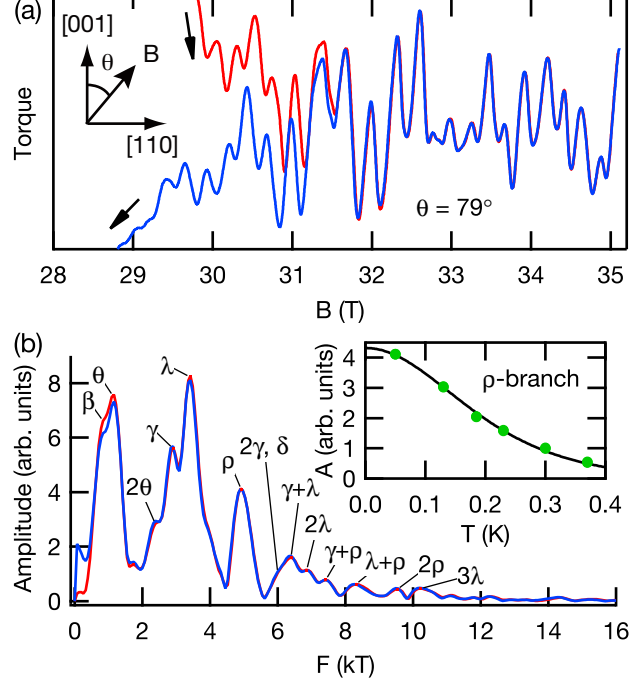 (a)
[001]
θ
B
[110]
Torque
θ = 79°
28 29 30 31 32 33 34 35
B (T)
(b)
Amplitude (arb. units)
8
6
4
2
0
β
θ
2θ
γ
λ
ρ
2γ, δ
γ+λ
2λ
γ+ρ
λ+ρ
2ρ
3λ
0 2 4 6 8 10 12 14 16
F (kT)
A (arb. units)
4
3
2
1
0
ρ-branch
0.0 0.1 0.2 0.3 0.4
T (K)